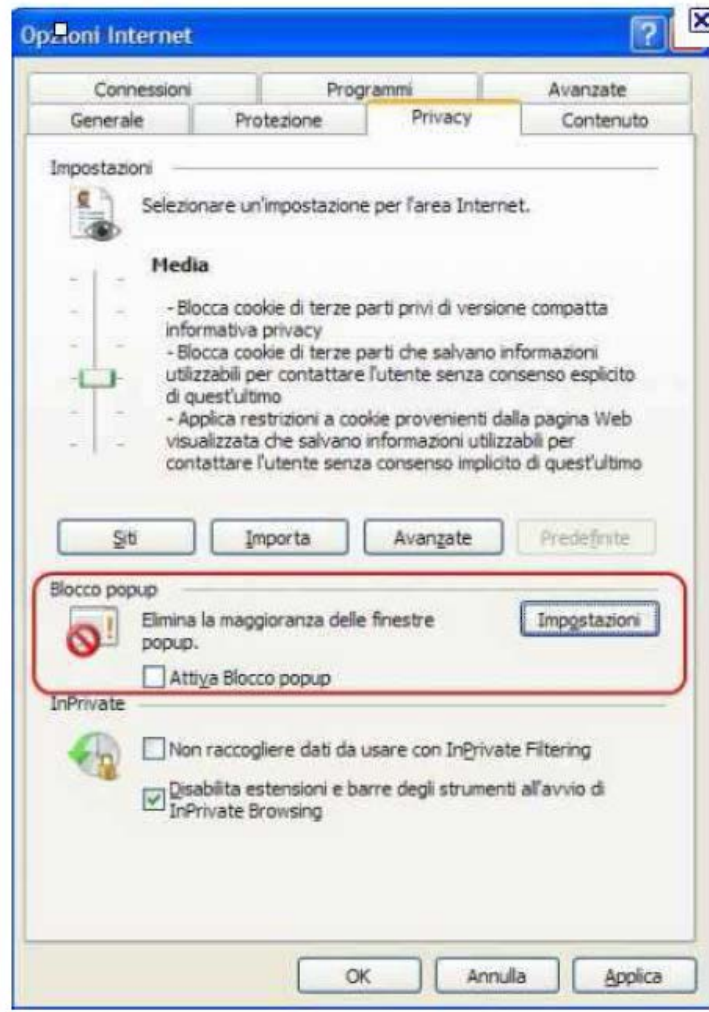 Opzioni Internet
Connessioni Programmi Avanzate
Generale Protezione Privacy Contenuto
Impostazioni
Selezionare un'impostazione per l'area Internet.
Media
- Blocca cookie di terze parti privi di versione compatta
informativa privacy
- Blocca cookie di terze parti che salvano informazioni
utilizzabili per contattare l'utente senza consenso esplicito
di quest'ultimo
- Applica restrizioni a cookie provenienti dalla pagina Web
visualizzata che salvano informazioni utilizzabili per
contattare l'utente senza consenso implicito di quest'ultimo
Siti Importa Avanzate Predefinite
Blocco popup
Elimina la maggioranza delle finestre
popup.
Impostazioni
Attiva Blocco popup
InPrivate
Non raccogliere dati da usare con InPrivate Filtering
Disabilita estensioni e barre degli strumenti all'avvio di
InPrivate Browsing
OK Annulla Applica